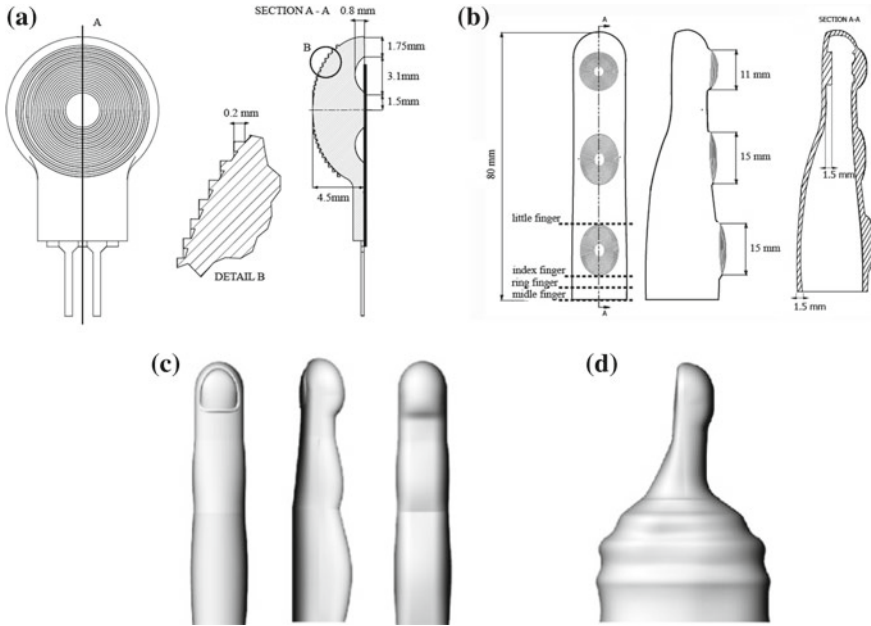 (a)
A
SECTION A - A
0.8 mm
B
1.75mm
3.1mm
1.5mm
0.2 mm
4.5mm
DETAIL B
(b)
A
SECTION A-A
11 mm
80 mm
15 mm
1.5 mm
little finger
15 mm
index finger
ring finger
midle finger
A
1.5 mm
(c)
(d)